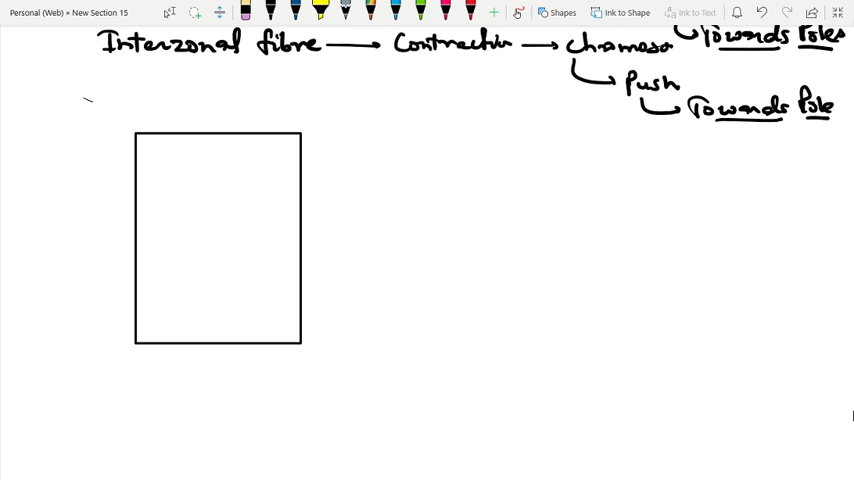 Personal (Web) » New Section 15
Shapes
Ink to Shape
Ink to Text
Towards Poles
Interzonal fibre → Contraction → chromoso
Push
Towards Pole